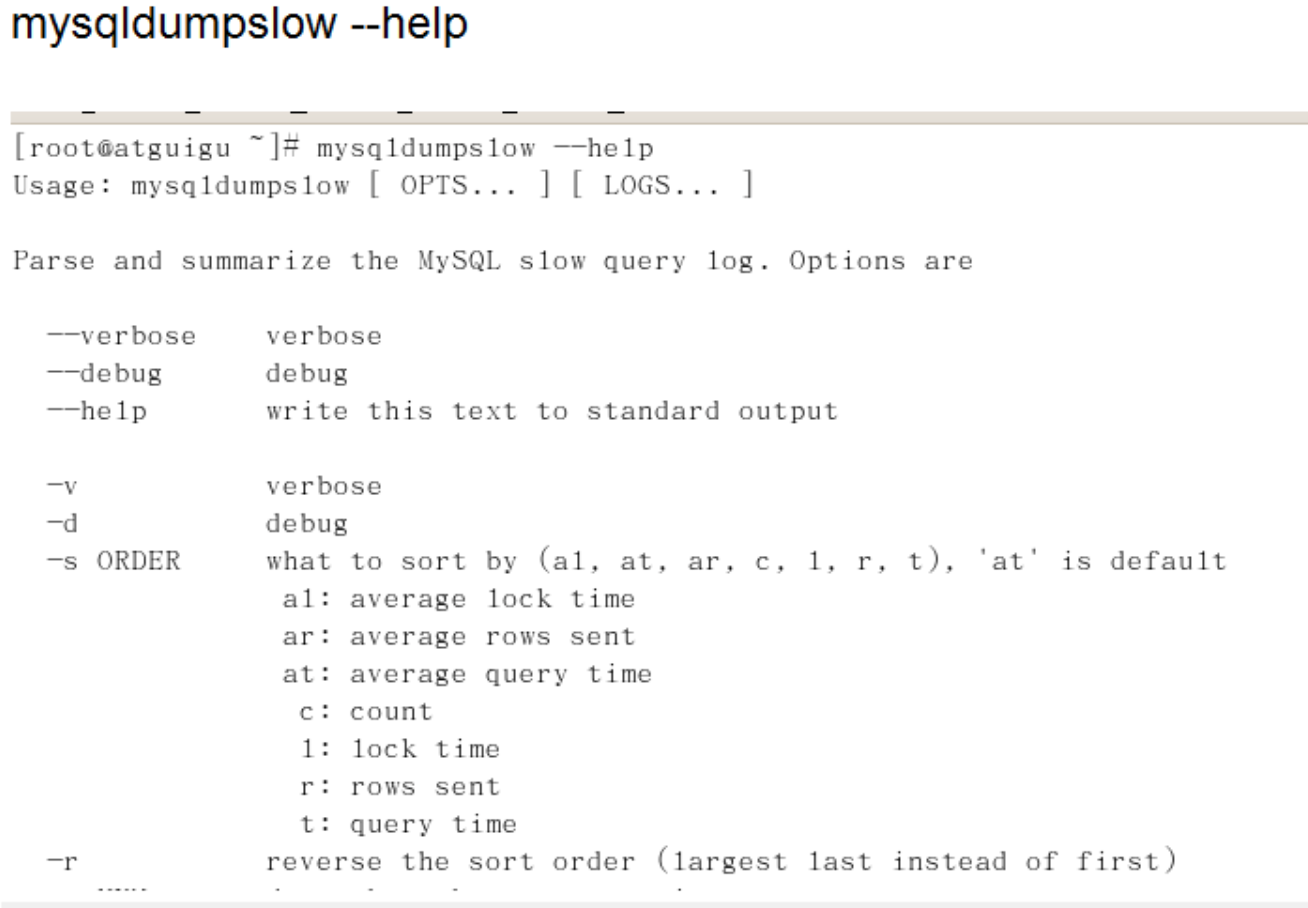 mysqldumpslow --help
[root@atguigu ~]# mysqldumpslow --help
Usage: mysqldumpslow [ OPTS... ] [ LOGS... ]
Parse and summarize the MySQL slow query log. Options are
--verbose    verbose
--debug      debug
--help       write this text to standard output
-v           verbose
-d           debug
-s ORDER     what to sort by (al, at, ar, c, l, r, t), 'at' is default
al: average lock time
ar: average rows sent
at: average query time
c: count
l: lock time
r: rows sent
t: query time
-r           reverse the sort order (largest last instead of first)